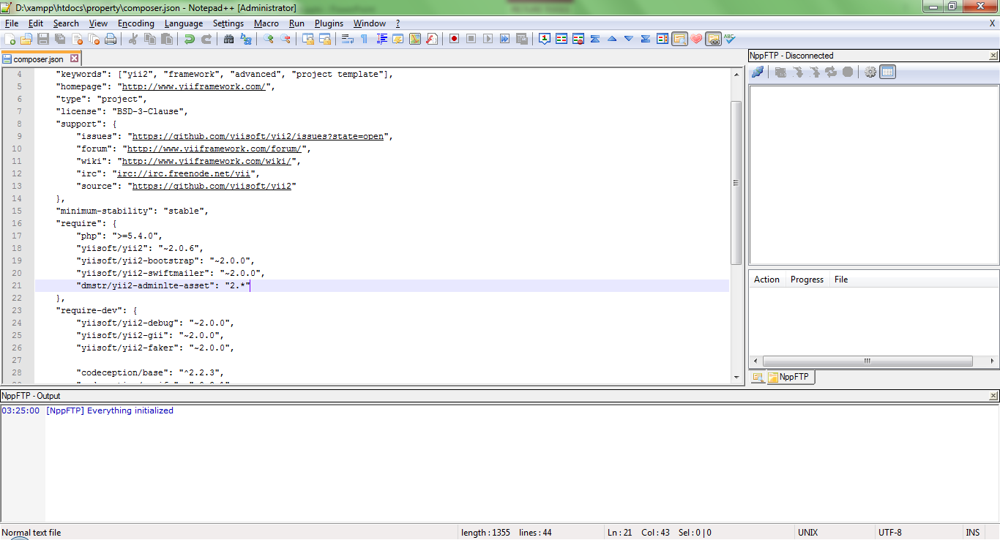 D:\xampp\htdocs\property\composer.json - Notepad++ [Administrator]
File Edit Search View Encoding Language Settings Macro Run Plugins Window ? X
composer.json
NppFTP - Disconnected
4 "keywords": ["yii2", "framework", "advanced", "project template"],
5 "homepage": "http://www.yiiframework.com/",
6 "type": "project",
7 "license": "BSD-3-Clause",
8 "support": {
9 "issues": "https://github.com/yiisoft/yii2/issues?state=open",
10 "forum": "http://www.yiiframework.com/forum/",
11 "wiki": "http://www.yiiframework.com/wiki/",
12 "irc": "irc://irc.freenode.net/yii",
13 "source": "https://github.com/yiisoft/yii2"
14 },
15 "minimum-stability": "stable",
16 "require": {
17 "php": ">=5.4.0",
18 "yiisoft/yii2": "~2.0.6",
19 "yiisoft/yii2-bootstrap": "~2.0.0",
20 "yiisoft/yii2-swiftmailer": "~2.0.0",
21 "dmstr/yii2-adminlte-asset": "2.*"
22 },
23 "require-dev": {
24 "yiisoft/yii2-debug": "~2.0.0",
25 "yiisoft/yii2-gii": "~2.0.0",
26 "yiisoft/yii2-faker": "~2.0.0",
27
28 "codeception/base": "^2.2.3",
Action Progress File
NppFTP
NppFTP - Output
03:25:00 [NppFTP] Everything initialized
Normal text file length : 1355 lines : 44 Ln : 21 Col : 43 Sel : 0 | 0 UNIX UTF-8 INS